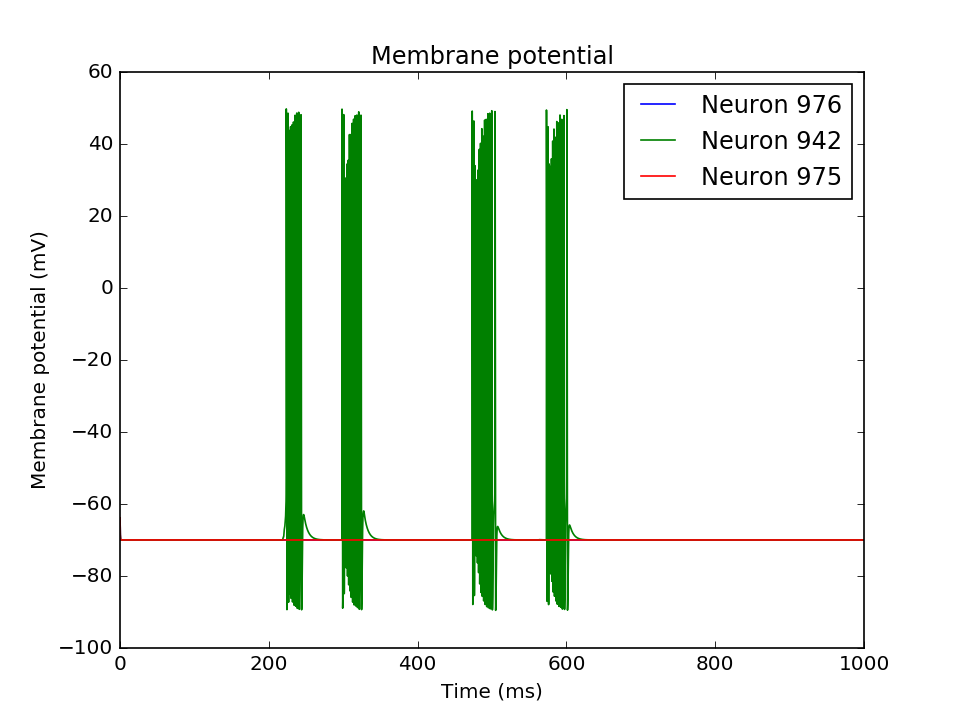 Membrane potential
60
40
20
0
−20
−40
−60
−80
−100
Membrane potential (mV)
Neuron 976
Neuron 942
Neuron 975
0 200 400 600 800 1000
Time (ms)